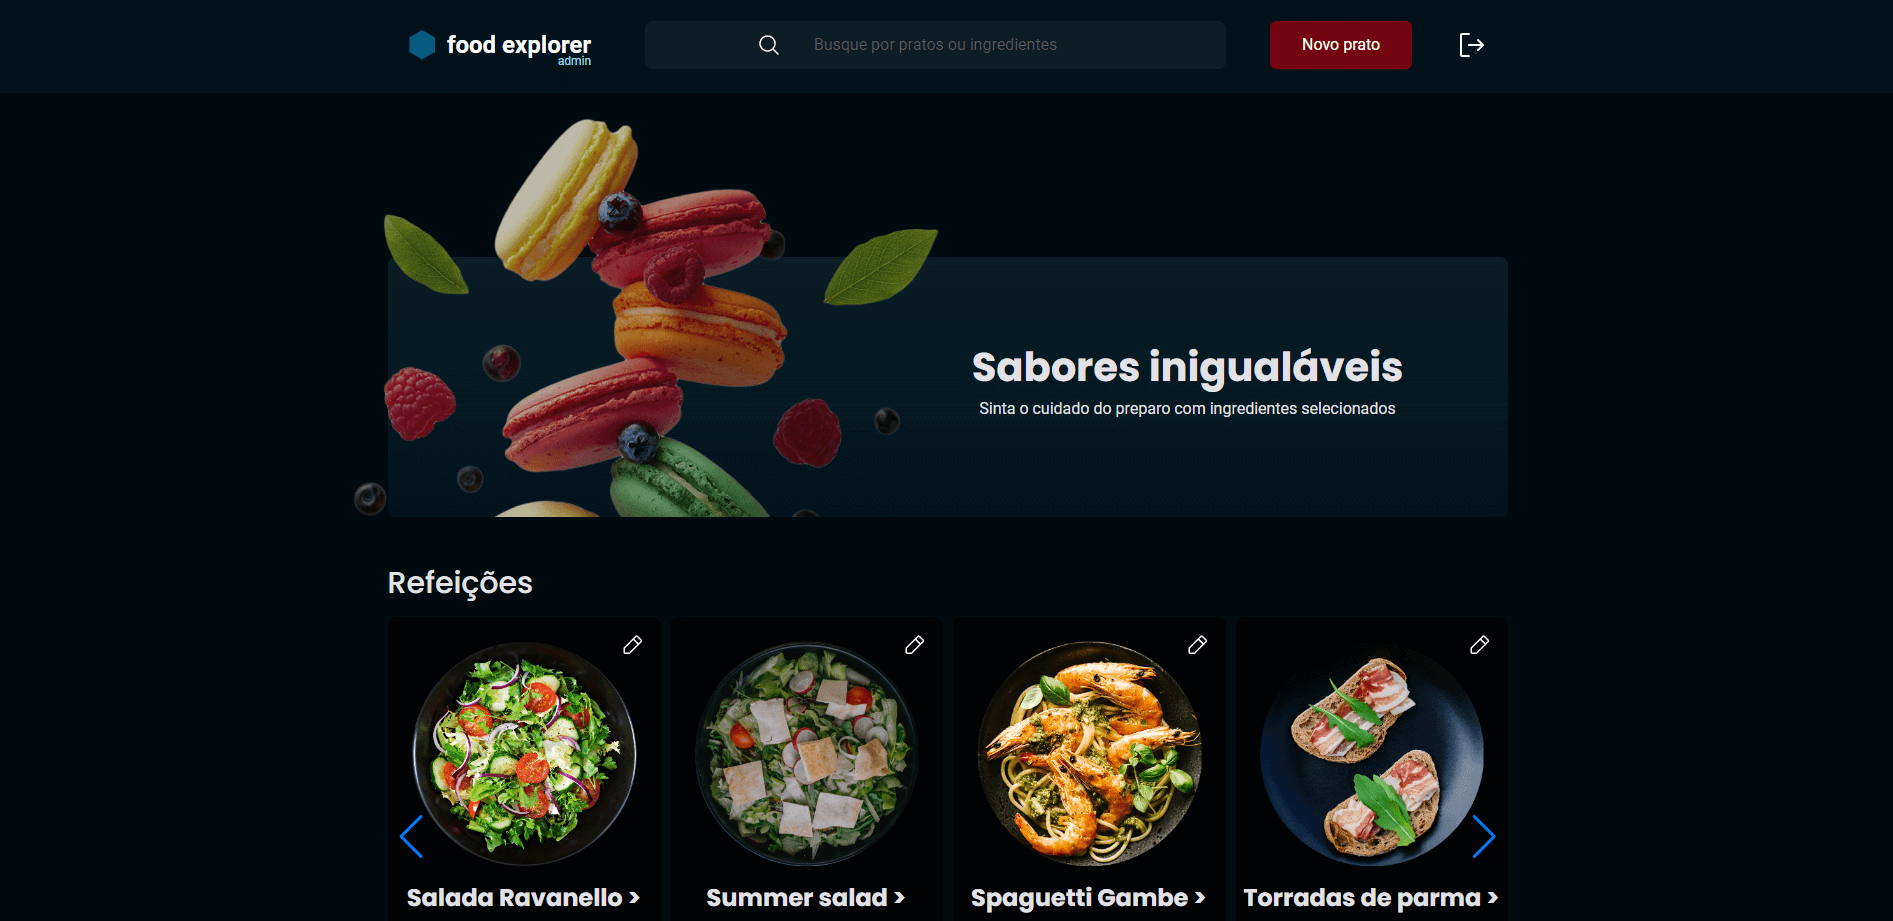 food explorer
admin
Busque por pratos ou ingredientes
Novo prato
Sabores inigualáveis
Sinta o cuidado do preparo com ingredientes selecionados
Refeições
Salada Ravanello >
Summer salad >
Spaguetti Gambe >
Torradas de parma >